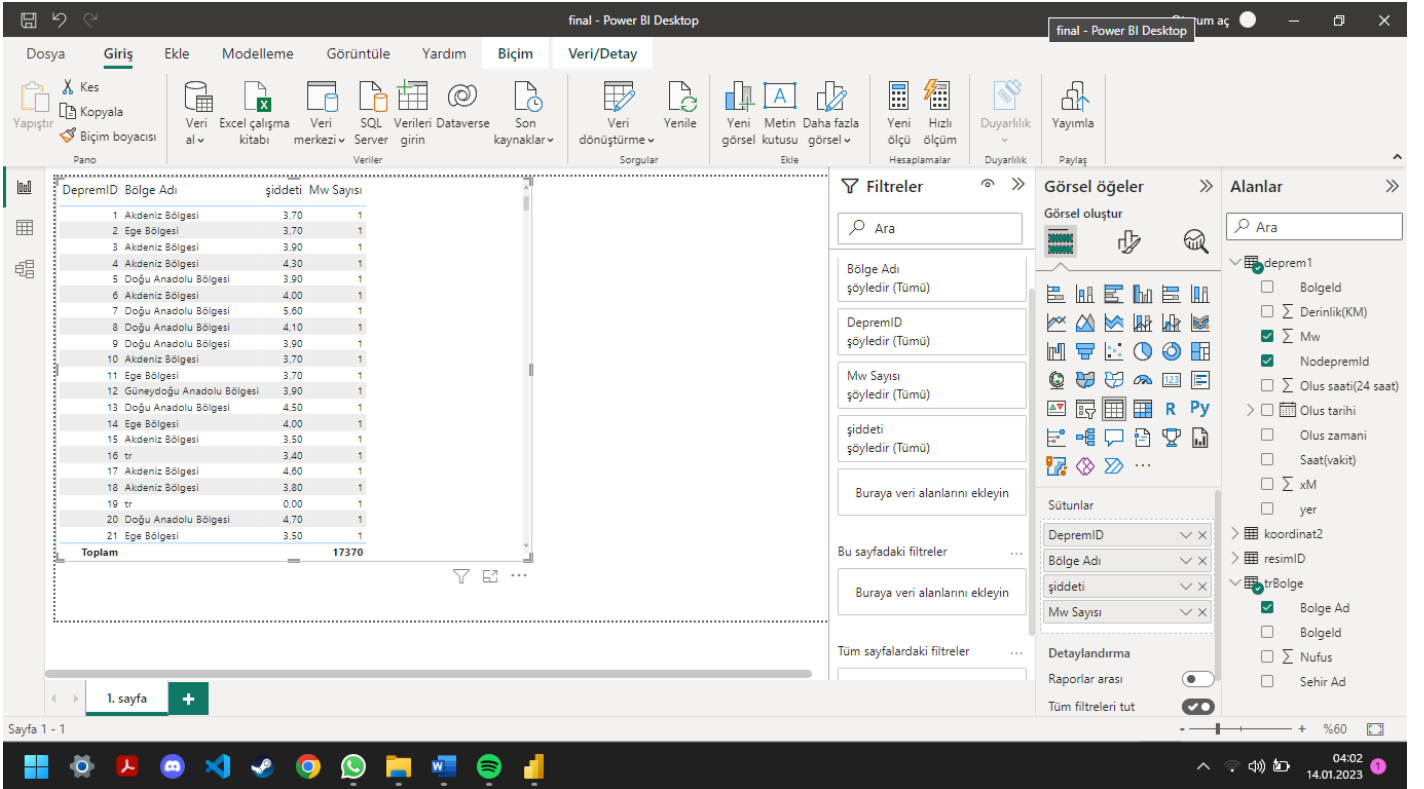 final - Power BI Desktop
final - Power BI Desktop
um aç
Dosya Giriş Ekle Modelleme Görüntüle Yardım Biçim Veri/Detay
Yapıştır
Kes
Kopyala
Biçim boyacısı
Pano
Veri al
Excel çalışma kitabı
Veri merkezi
SQL Server
Verileri girin
Dataverse
Son kaynaklar
Veriler
Veri dönüştürme
Yenile
Sorgular
Yeni görsel
Metin kutusu
Daha fazla görsel
Ekle
Yeni ölçü
Hızlı ölçüm
Hesaplamalar
Duyarlılık
Duyarlılık
Yayımla
Paylaş
DepremID Bölge Adı şiddeti Mw Sayısı
1 Akdeniz Bölgesi 3,70 1
2 Ege Bölgesi 3,70 1
3 Akdeniz Bölgesi 3,90 1
4 Akdeniz Bölgesi 4,30 1
5 Doğu Anadolu Bölgesi 3,90 1
6 Akdeniz Bölgesi 4,00 1
7 Doğu Anadolu Bölgesi 5,60 1
8 Doğu Anadolu Bölgesi 4,10 1
9 Doğu Anadolu Bölgesi 3,90 1
10 Akdeniz Bölgesi 3,70 1
11 Ege Bölgesi 3,70 1
12 Güneydoğu Anadolu Bölgesi 3,90 1
13 Doğu Anadolu Bölgesi 4,50 1
14 Ege Bölgesi 4,00 1
15 Akdeniz Bölgesi 3,50 1
16 tr 3,40 1
17 Akdeniz Bölgesi 4,60 1
18 Akdeniz Bölgesi 3,80 1
19 tr 0,00 1
20 Doğu Anadolu Bölgesi 4,70 1
21 Ege Bölgesi 3,50 1
Toplam 17370
Filtreler
Ara
Bölge Adı
şöyledir (Tümü)
DepremID
şöyledir (Tümü)
Mw Sayısı
şöyledir (Tümü)
şiddeti
şöyledir (Tümü)
Buraya veri alanlarını ekleyin
Bu sayfadaki filtreler
Buraya veri alanlarını ekleyin
Tüm sayfalardaki filtreler
Görsel öğeler
Görsel oluştur
123
R Py
Sütunlar
DepremID
Bölge Adı
şiddeti
Mw Sayısı
Detaylandırma
Raporlar arası
Tüm filtreleri tut
Alanlar
Ara
deprem1
BolgeId
Derinlik(KM)
Mw
NodepremId
Olus saati(24 saat)
Olus tarihi
Olus zamani
Saat(vakit)
xM
yer
koordinat2
resimID
trBolge
Bolge Ad
BolgeId
Nufus
Sehir Ad
1. sayfa
Sayfa 1 - 1
- + %60
04:02
14.01.2023
1